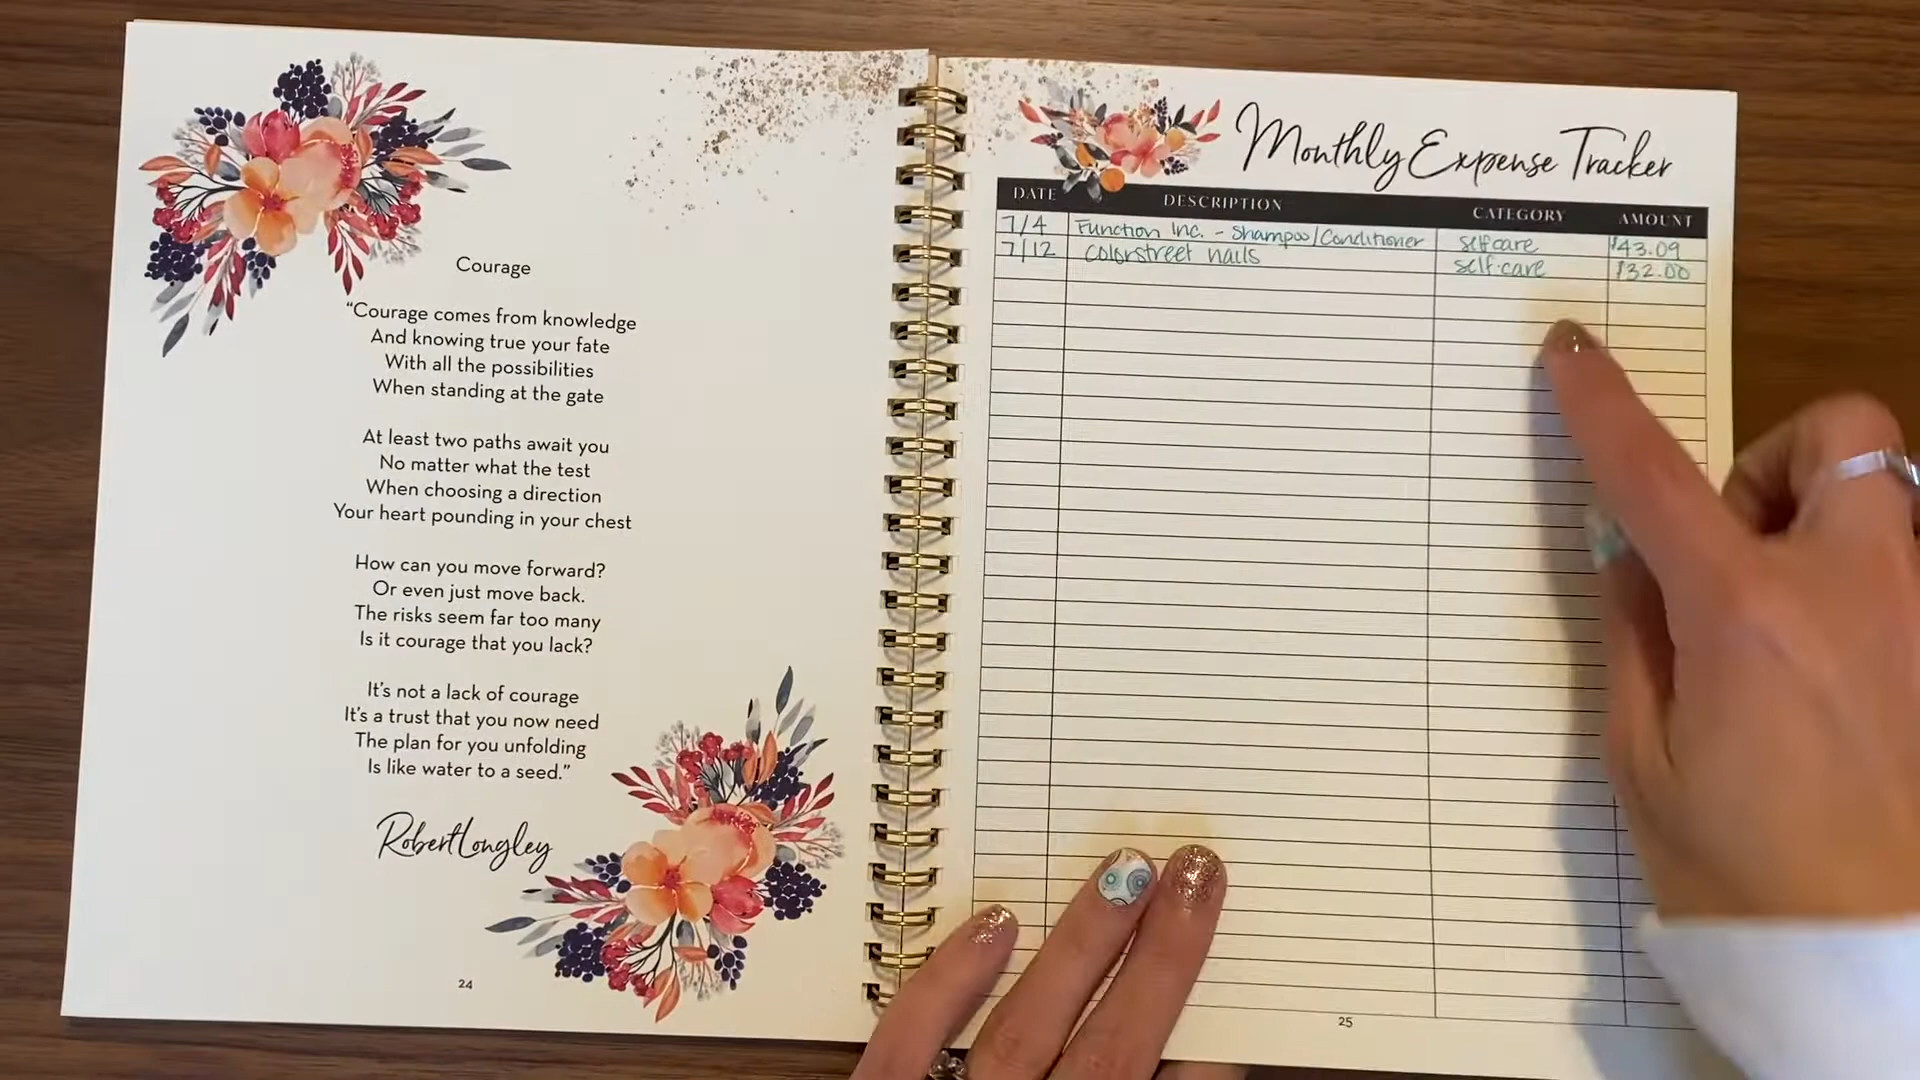 Courage
“Courage comes from knowledge
And knowing true your fate
With all the possibilities
When standing at the gate
At least two paths await you
No matter what the test
When choosing a direction
Your heart pounding in your chest
How can you move forward?
Or even just move back.
The risks seem far too many
Is it courage that you lack?
It’s not a lack of courage
It’s a trust that you now need
The plan for you unfolding
Is like water to a seed.”
Robert Longley
24
Monthly Expense Tracker
DATE DESCRIPTION CATEGORY AMOUNT
7/4 Function Inc. - Shampoo/Conditioner selfcare $43.09
7/12 Colorstreet nails self-care $32.00
25